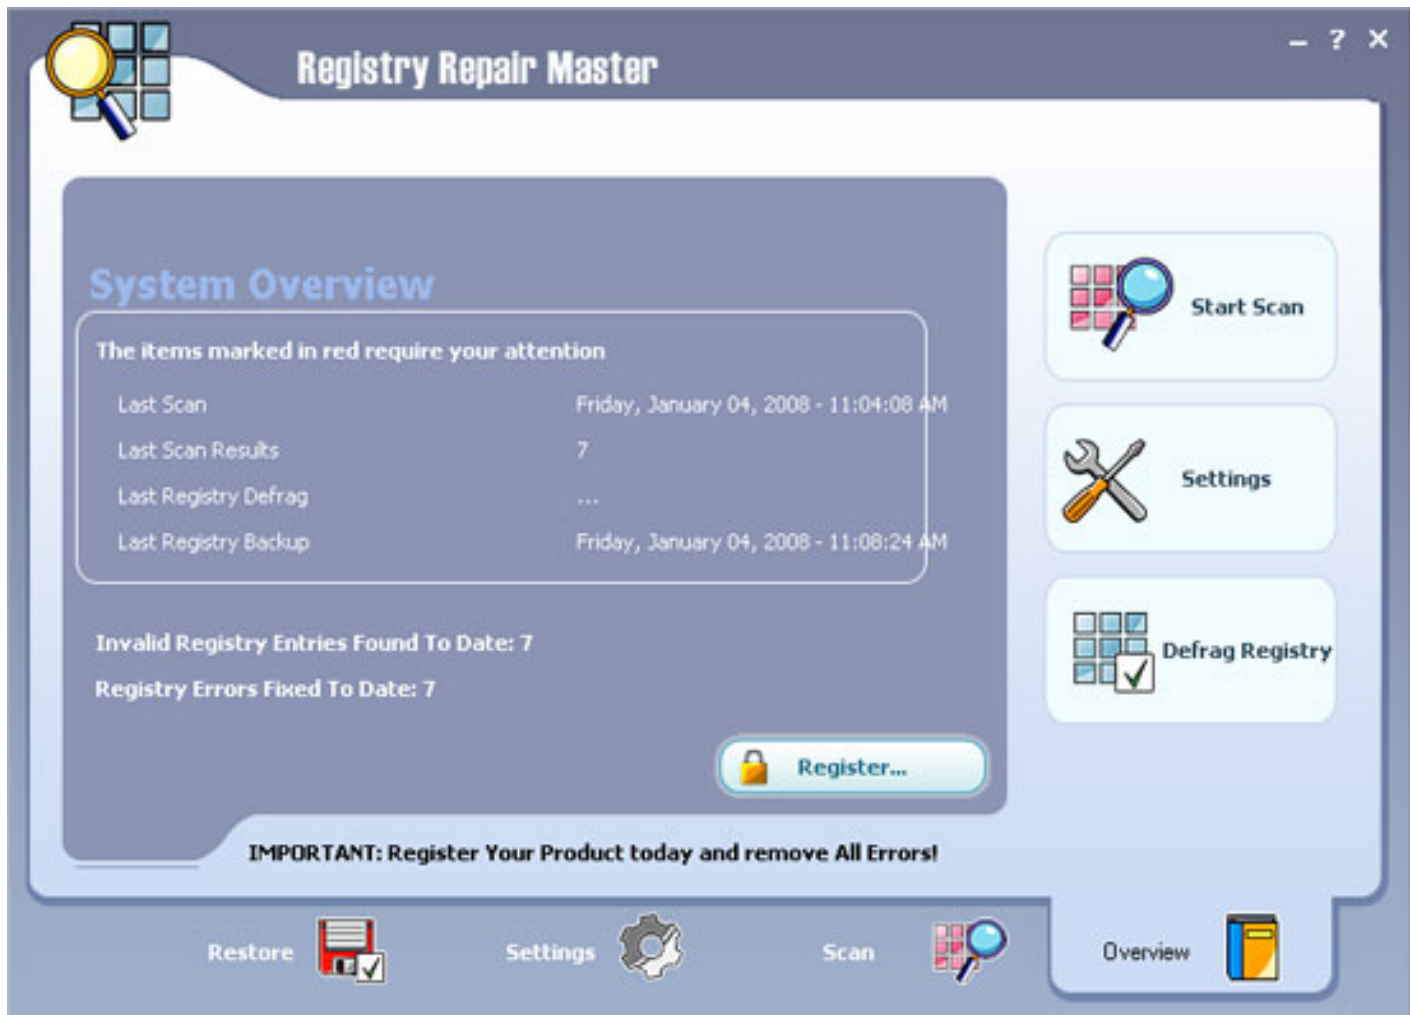 Registry Repair Master
– ? X
System Overview
The items marked in red require your attention
Last Scan Friday, January 04, 2008 - 11:04:08 AM
Last Scan Results 7
Last Registry Defrag ...
Last Registry Backup Friday, January 04, 2008 - 11:08:24 AM
Invalid Registry Entries Found To Date: 7
Registry Errors Fixed To Date: 7
Register...
IMPORTANT: Register Your Product today and remove All Errors!
Start Scan
Settings
Defrag Registry
Restore Settings Scan Overview